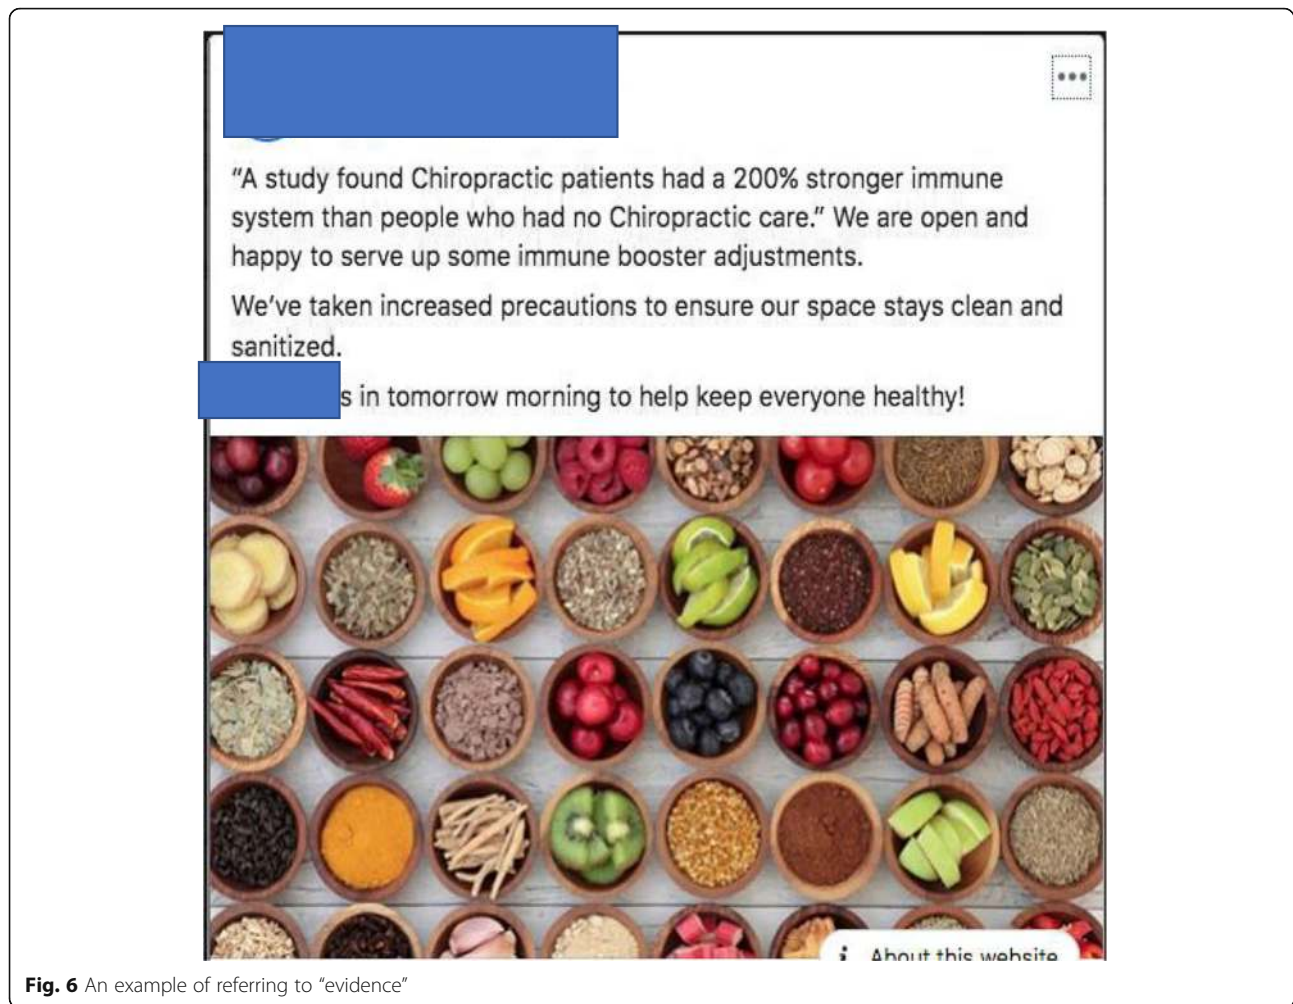 “A study found Chiropractic patients had a 200% stronger immune
system than people who had no Chiropractic care.” We are open and
happy to serve up some immune booster adjustments.
We’ve taken increased precautions to ensure our space stays clean and
sanitized.
s in tomorrow morning to help keep everyone healthy!
i About this website
Fig. 6 An example of referring to “evidence”